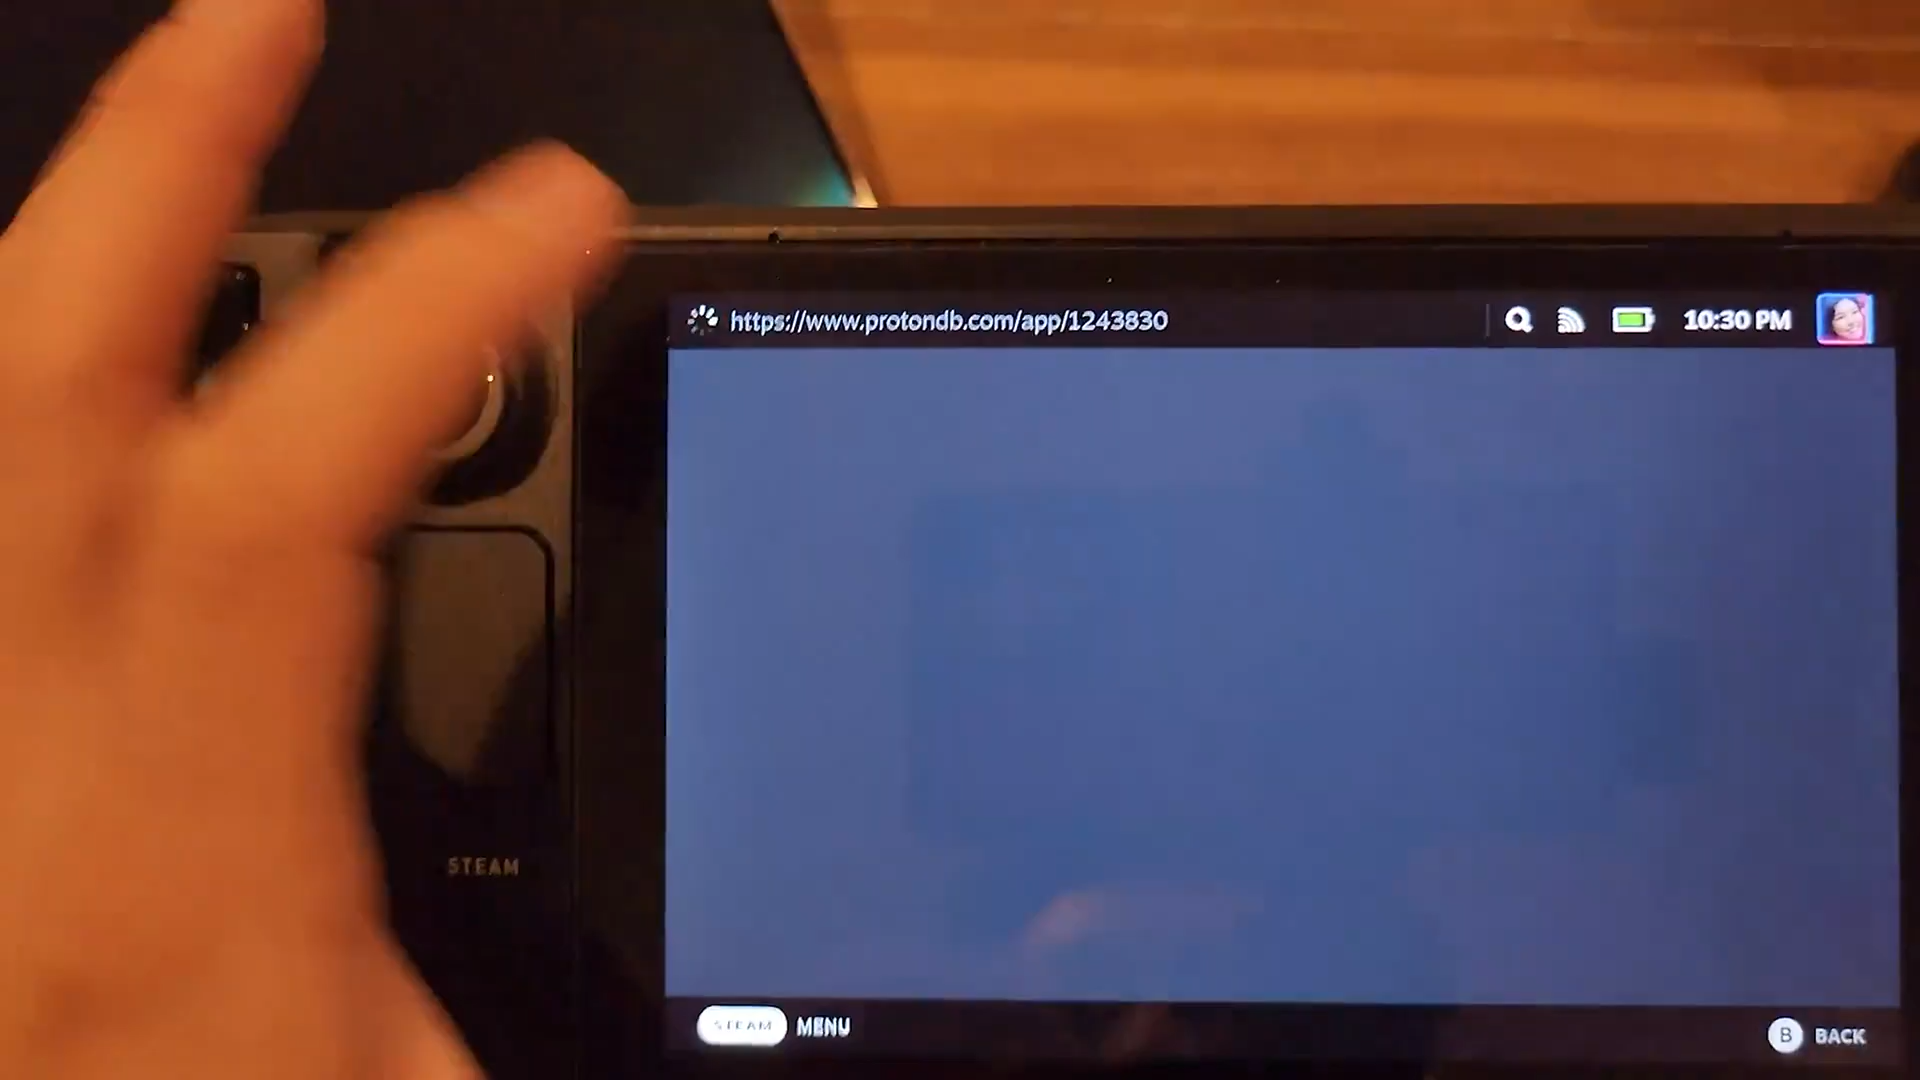 https://www.protondb.com/app/1243830
10:30 PM
STEAM
STEAM MENU
B BACK